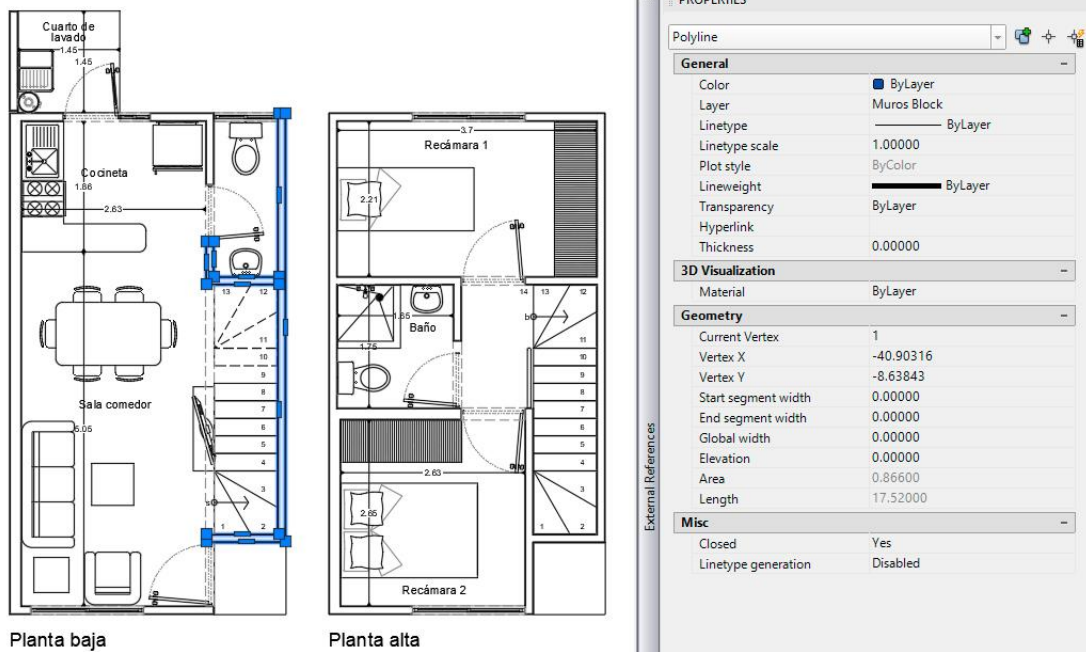 Cuarto de
lavado
1.45
1.45
Cocineta
1.86
2.63
13
12
11
10
9
8
7
6
5
4
3
s
1
2
Sala comedor
5.05
Planta baja
3.7
Recámara 1
2.21
14
13
12
b
11
10
9
8
7
6
5
4
3
1
2
1.65
Baño
1.75
2.63
2.65
Recámara 2
Planta alta
External References
PROPERTIES
Polyline
General
Color ByLayer
Layer Muros Block
Linetype ByLayer
Linetype scale 1.00000
Plot style ByColor
Lineweight ByLayer
Transparency ByLayer
Hyperlink
Thickness 0.00000
3D Visualization
Material ByLayer
Geometry
Current Vertex 1
Vertex X -40.90316
Vertex Y -8.63843
Start segment width 0.00000
End segment width 0.00000
Global width 0.00000
Elevation 0.00000
Area 0.86600
Length 17.52000
Misc
Closed Yes
Linetype generation Disabled